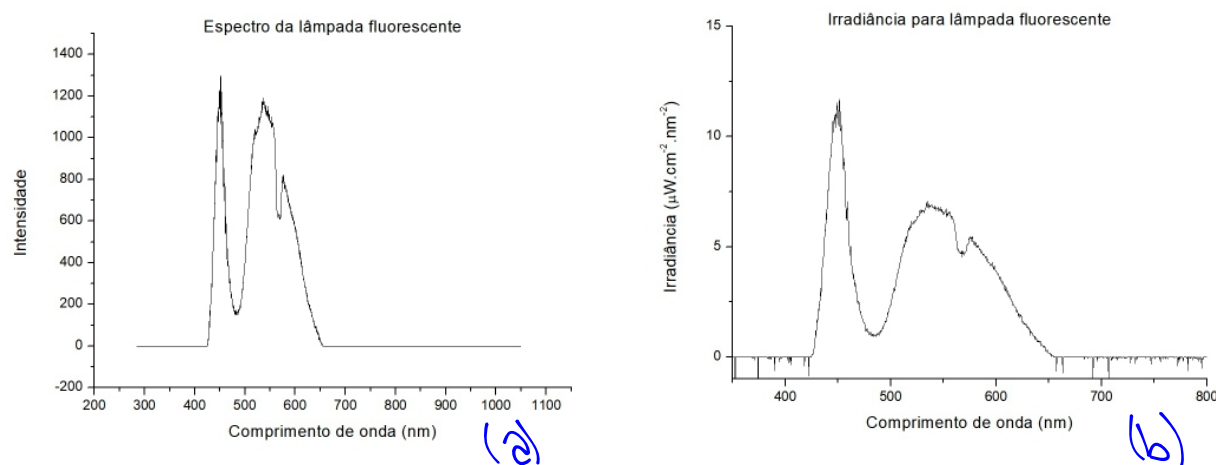 Espectro da lâmpada fluorescente
1400
1200
1000
800
600
400
200
0
-200
200 300 400 500 600 700 800 900 1000 1100
Intensidade
Comprimento de onda (nm)
(a)
Irradiância para lâmpada fluorescente
15
10
5
0
400 500 600 700 800
Irradiância (μW.cm⁻².nm⁻²)
Comprimento de onda (nm)
(b)